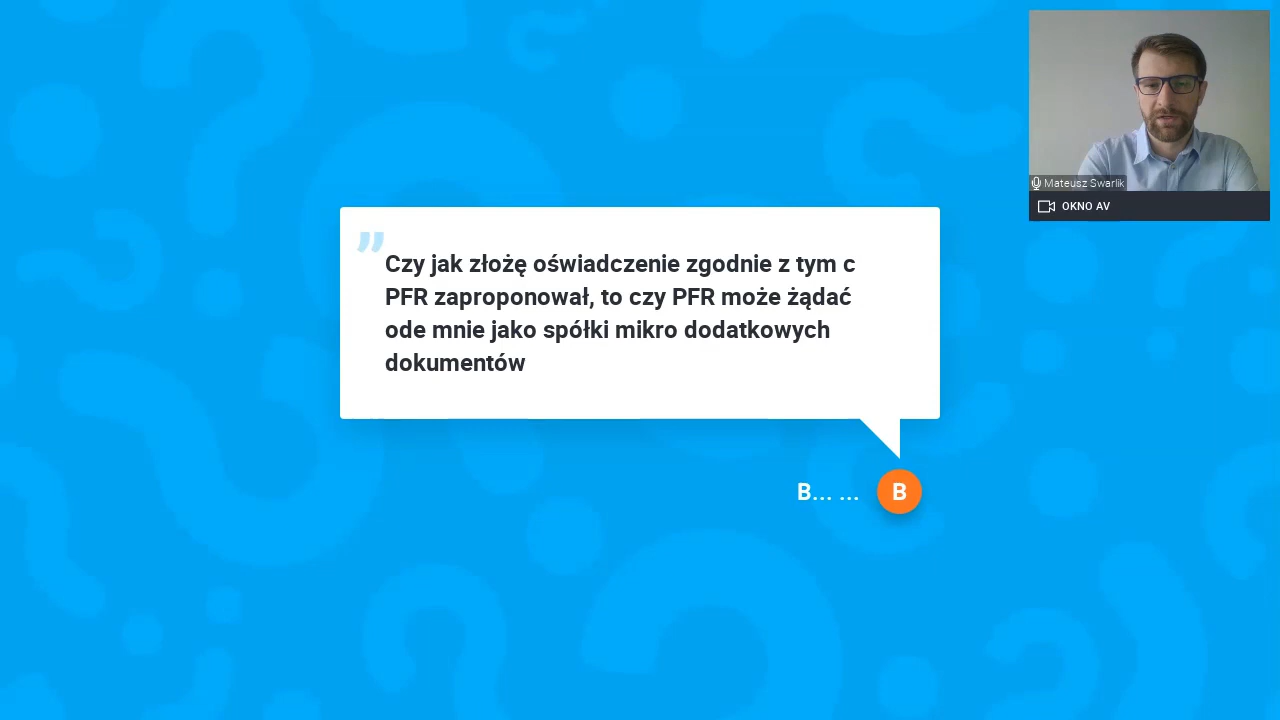 Mateusz Swarlik
OKNO AV
Czy jak złożę oświadczenie zgodnie z tym c
PFR zaproponował, to czy PFR może żądać
ode mnie jako spółki mikro dodatkowych
dokumentów
B... ...
B